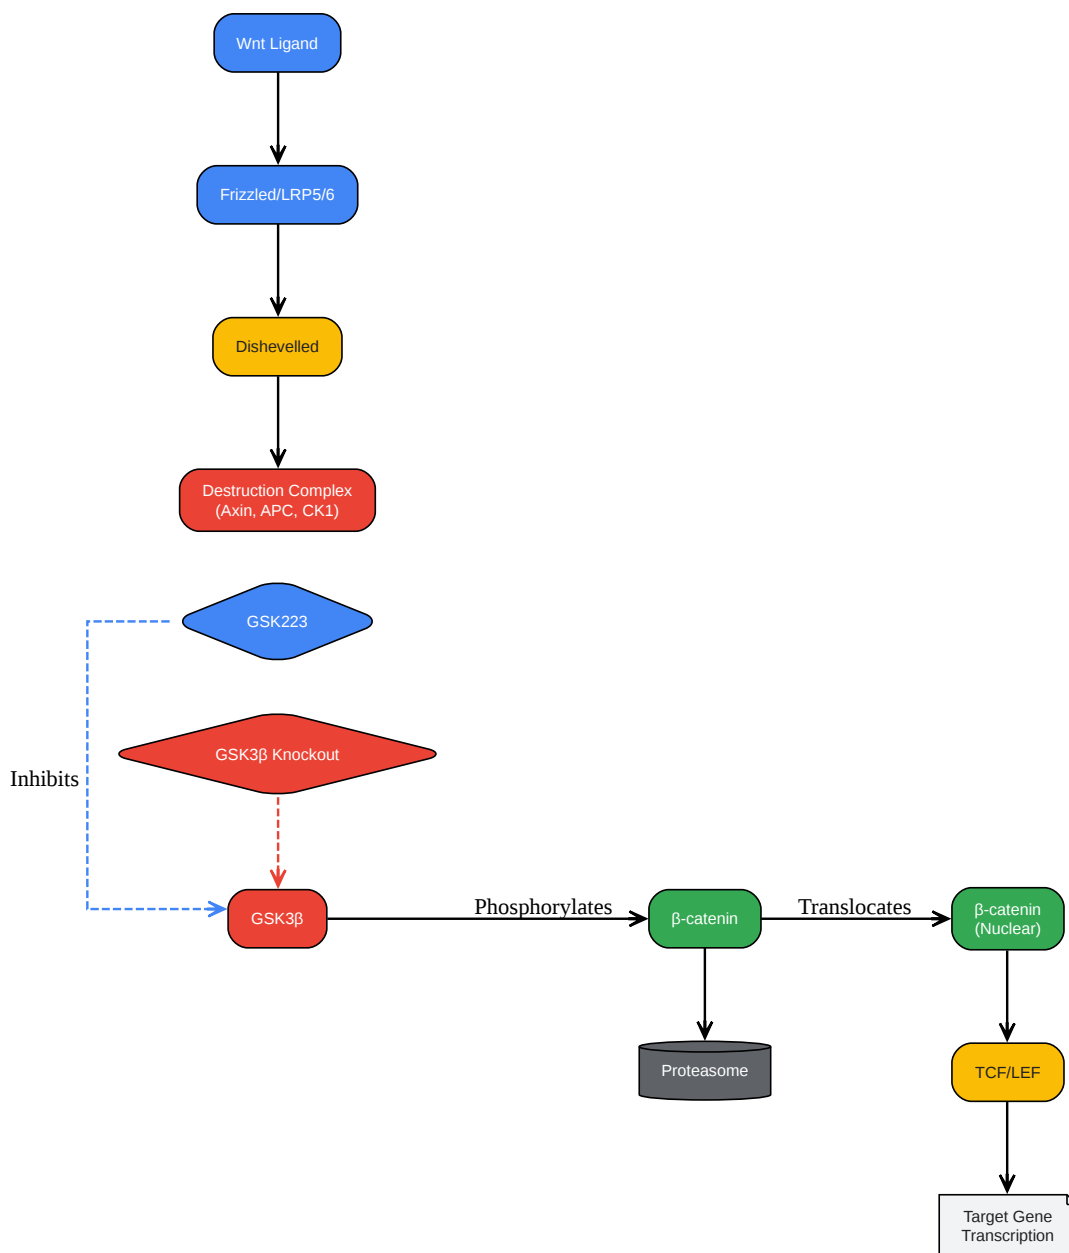 Wnt Ligand
Frizzled/LRP5/6
Dishevelled
Destruction Complex
(Axin, APC, CK1)
GSK223
GSK3β Knockout
Inhibits
GSK3β
Phosphorylates
β-catenin
Translocates
β-catenin
(Nuclear)
Proteasome
TCF/LEF
Target Gene
Transcription